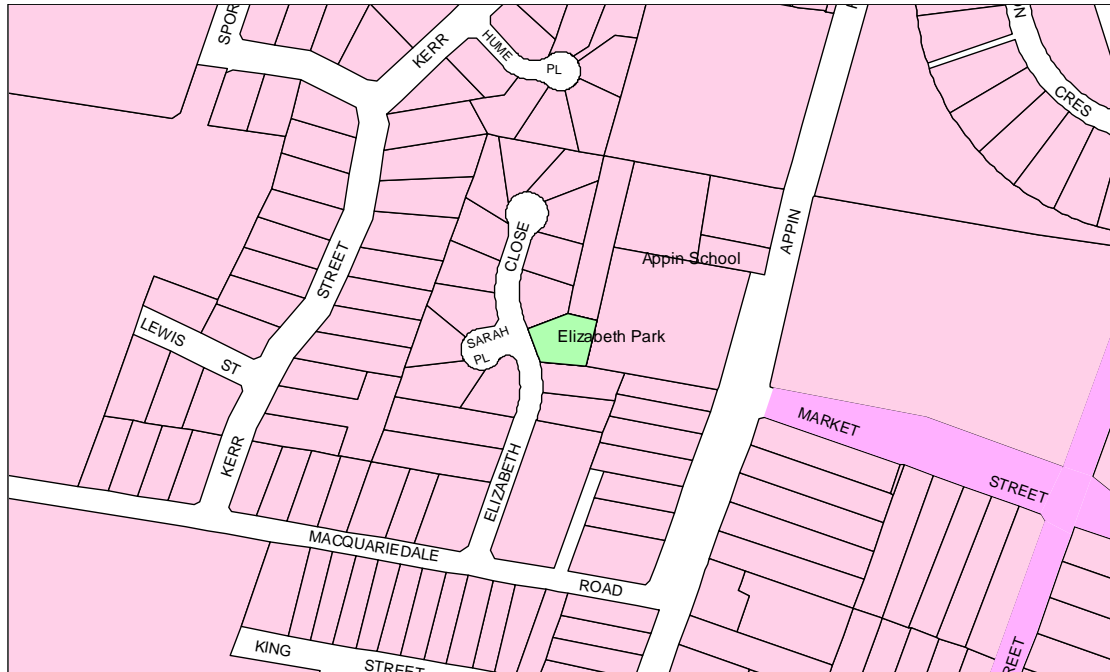 SPOR
KERR
HUME
PL
CRES
APPIN
CLOSE
Appin School
STREET
LEWIS ST
SARAH
PL
Elizabeth Park
MARKET
STREET
KERR
ELIZABETH
MACQUARIEDALE
ROAD
KING
STREET
REET